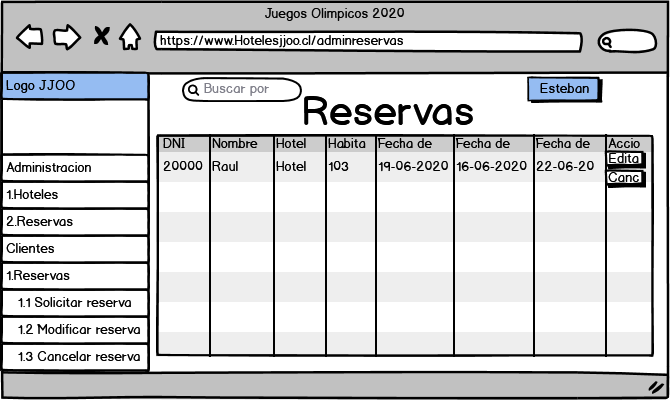 Juegos Olimpicos 2020
https://www.Hotelesjjoo.cl/adminreservas
Logo JJOO
Buscar por
Esteban
Reservas
DNI Nombre Hotel Habita Fecha de Fecha de Fecha de Accio
20000 Raul Hotel 103 19-06-2020 16-06-2020 22-06-20 Edita
Canc
Administracion
1.Hoteles
2.Reservas
Clientes
1.Reservas
1.1 Solicitar reserva
1.2 Modificar reserva
1.3 Cancelar reserva